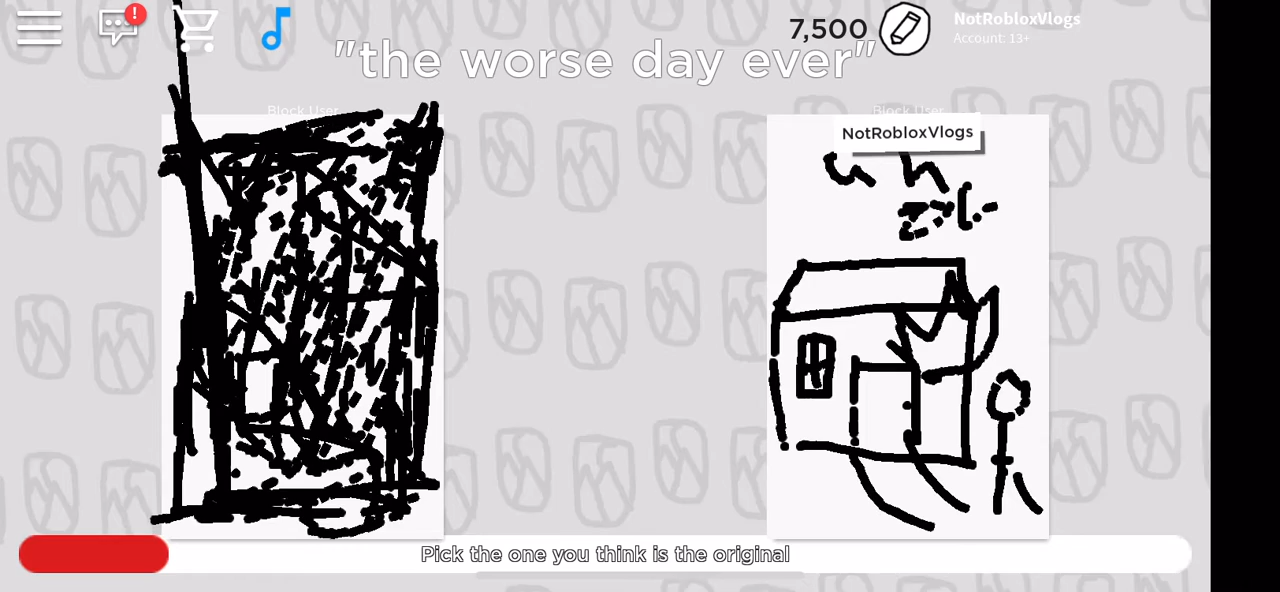 !
7,500
NotRobloxVlogs
Account: 13+
"the worse day ever"
Block User
Block User
NotRobloxVlogs
uh
Pick the one you think is the original